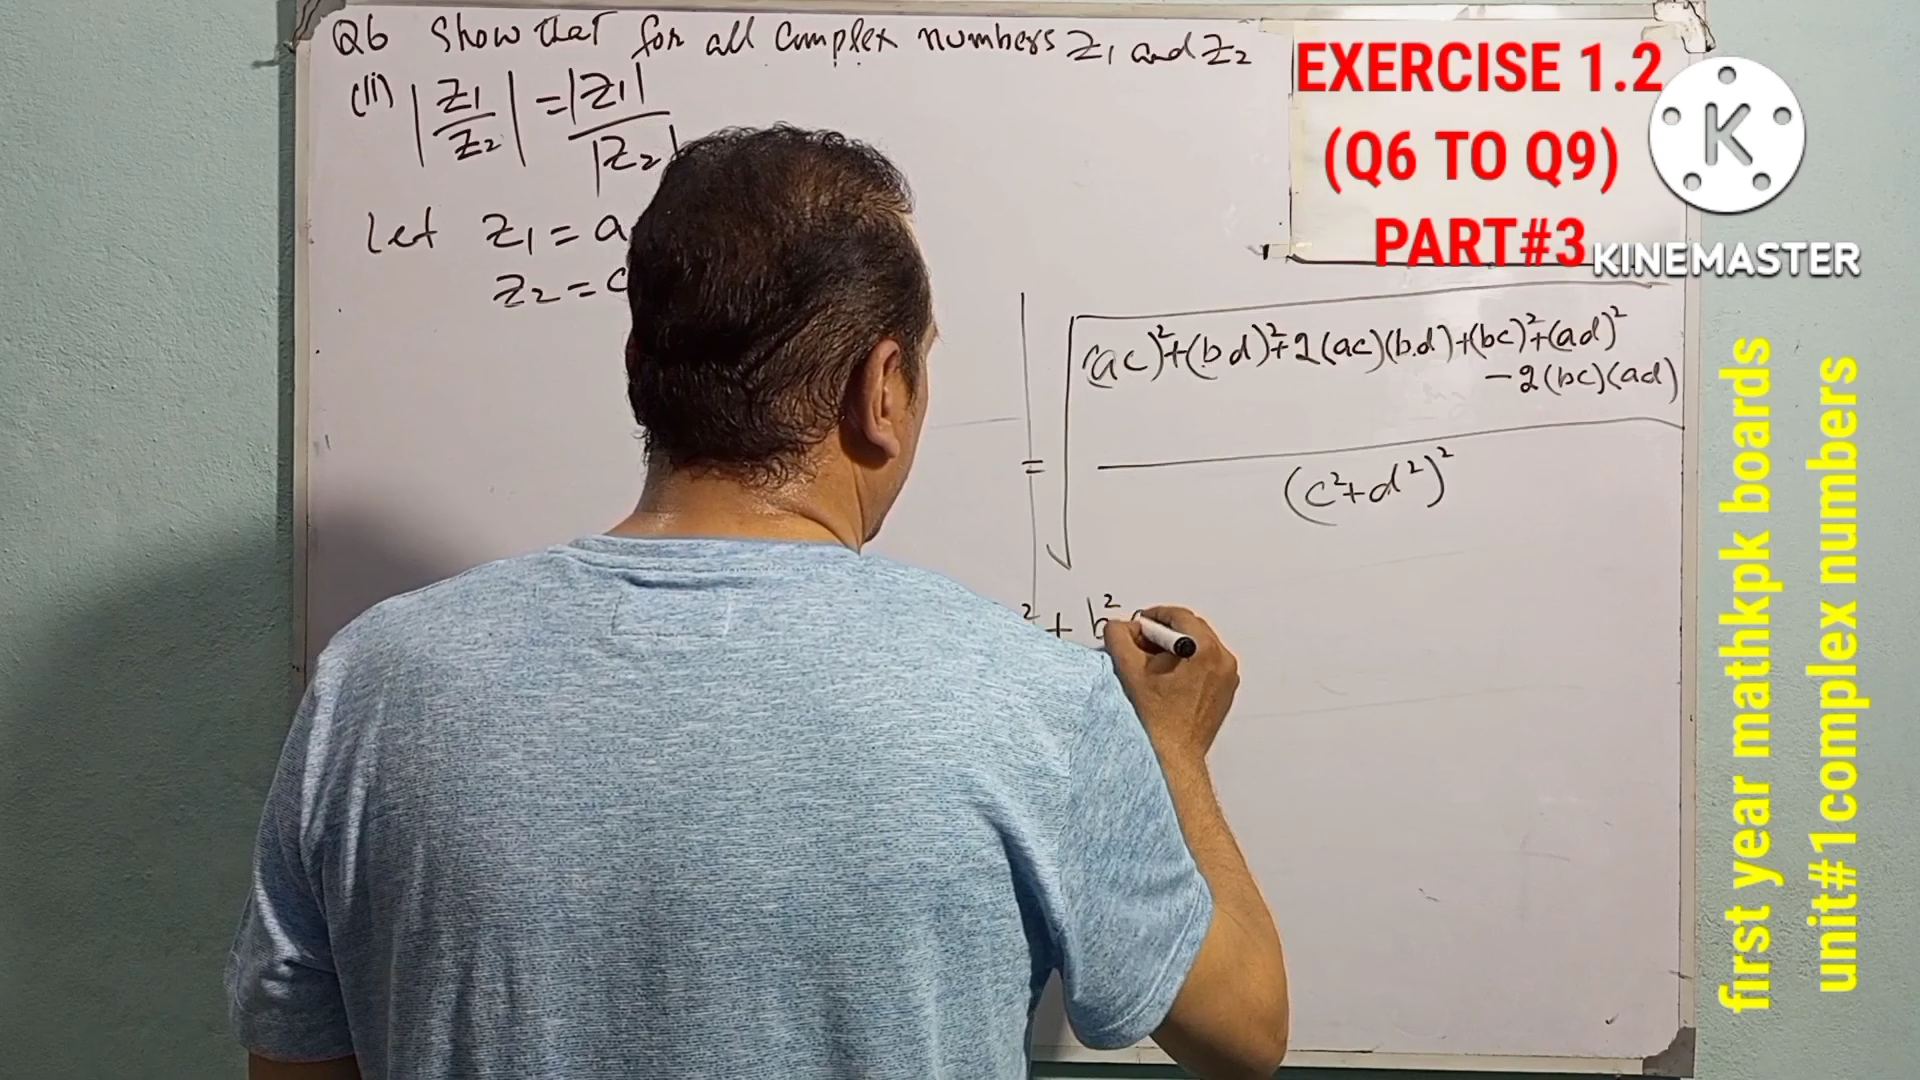 Q6 Show that for all complex numbers z₁ and z₂
(ii) |z₁/z₂| = |z₁|/|z₂|
Let z₁ = a
z₂ = c
= √((ac)²+(bd)²+2(ac)(bd)+(bc)²+(ad)²
-2(bc)(ad)
(c²+d²)²
² + b²
EXERCISE 1.2
(Q6 TO Q9)
PART#3
K
KINEMASTER
first year mathkpk boards
unit#1complex numbers